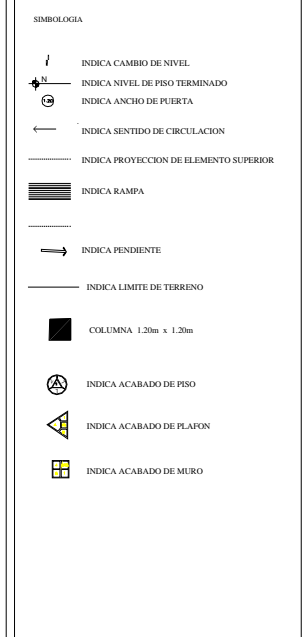 SIMBOLOGIA
INDICA CAMBIO DE NIVEL
N
INDICA NIVEL DE PISO TERMINADO
1.20
INDICA ANCHO DE PUERTA
INDICA SENTIDO DE CIRCULACION
INDICA PROYECCION DE ELEMENTO SUPERIOR
INDICA RAMPA
INDICA PENDIENTE
INDICA LIMITE DE TERRENO
COLUMNA 1.20m x 1.20m
INDICA ACABADO DE PISO
INDICA ACABADO DE PLAFON
INDICA ACABADO DE MURO